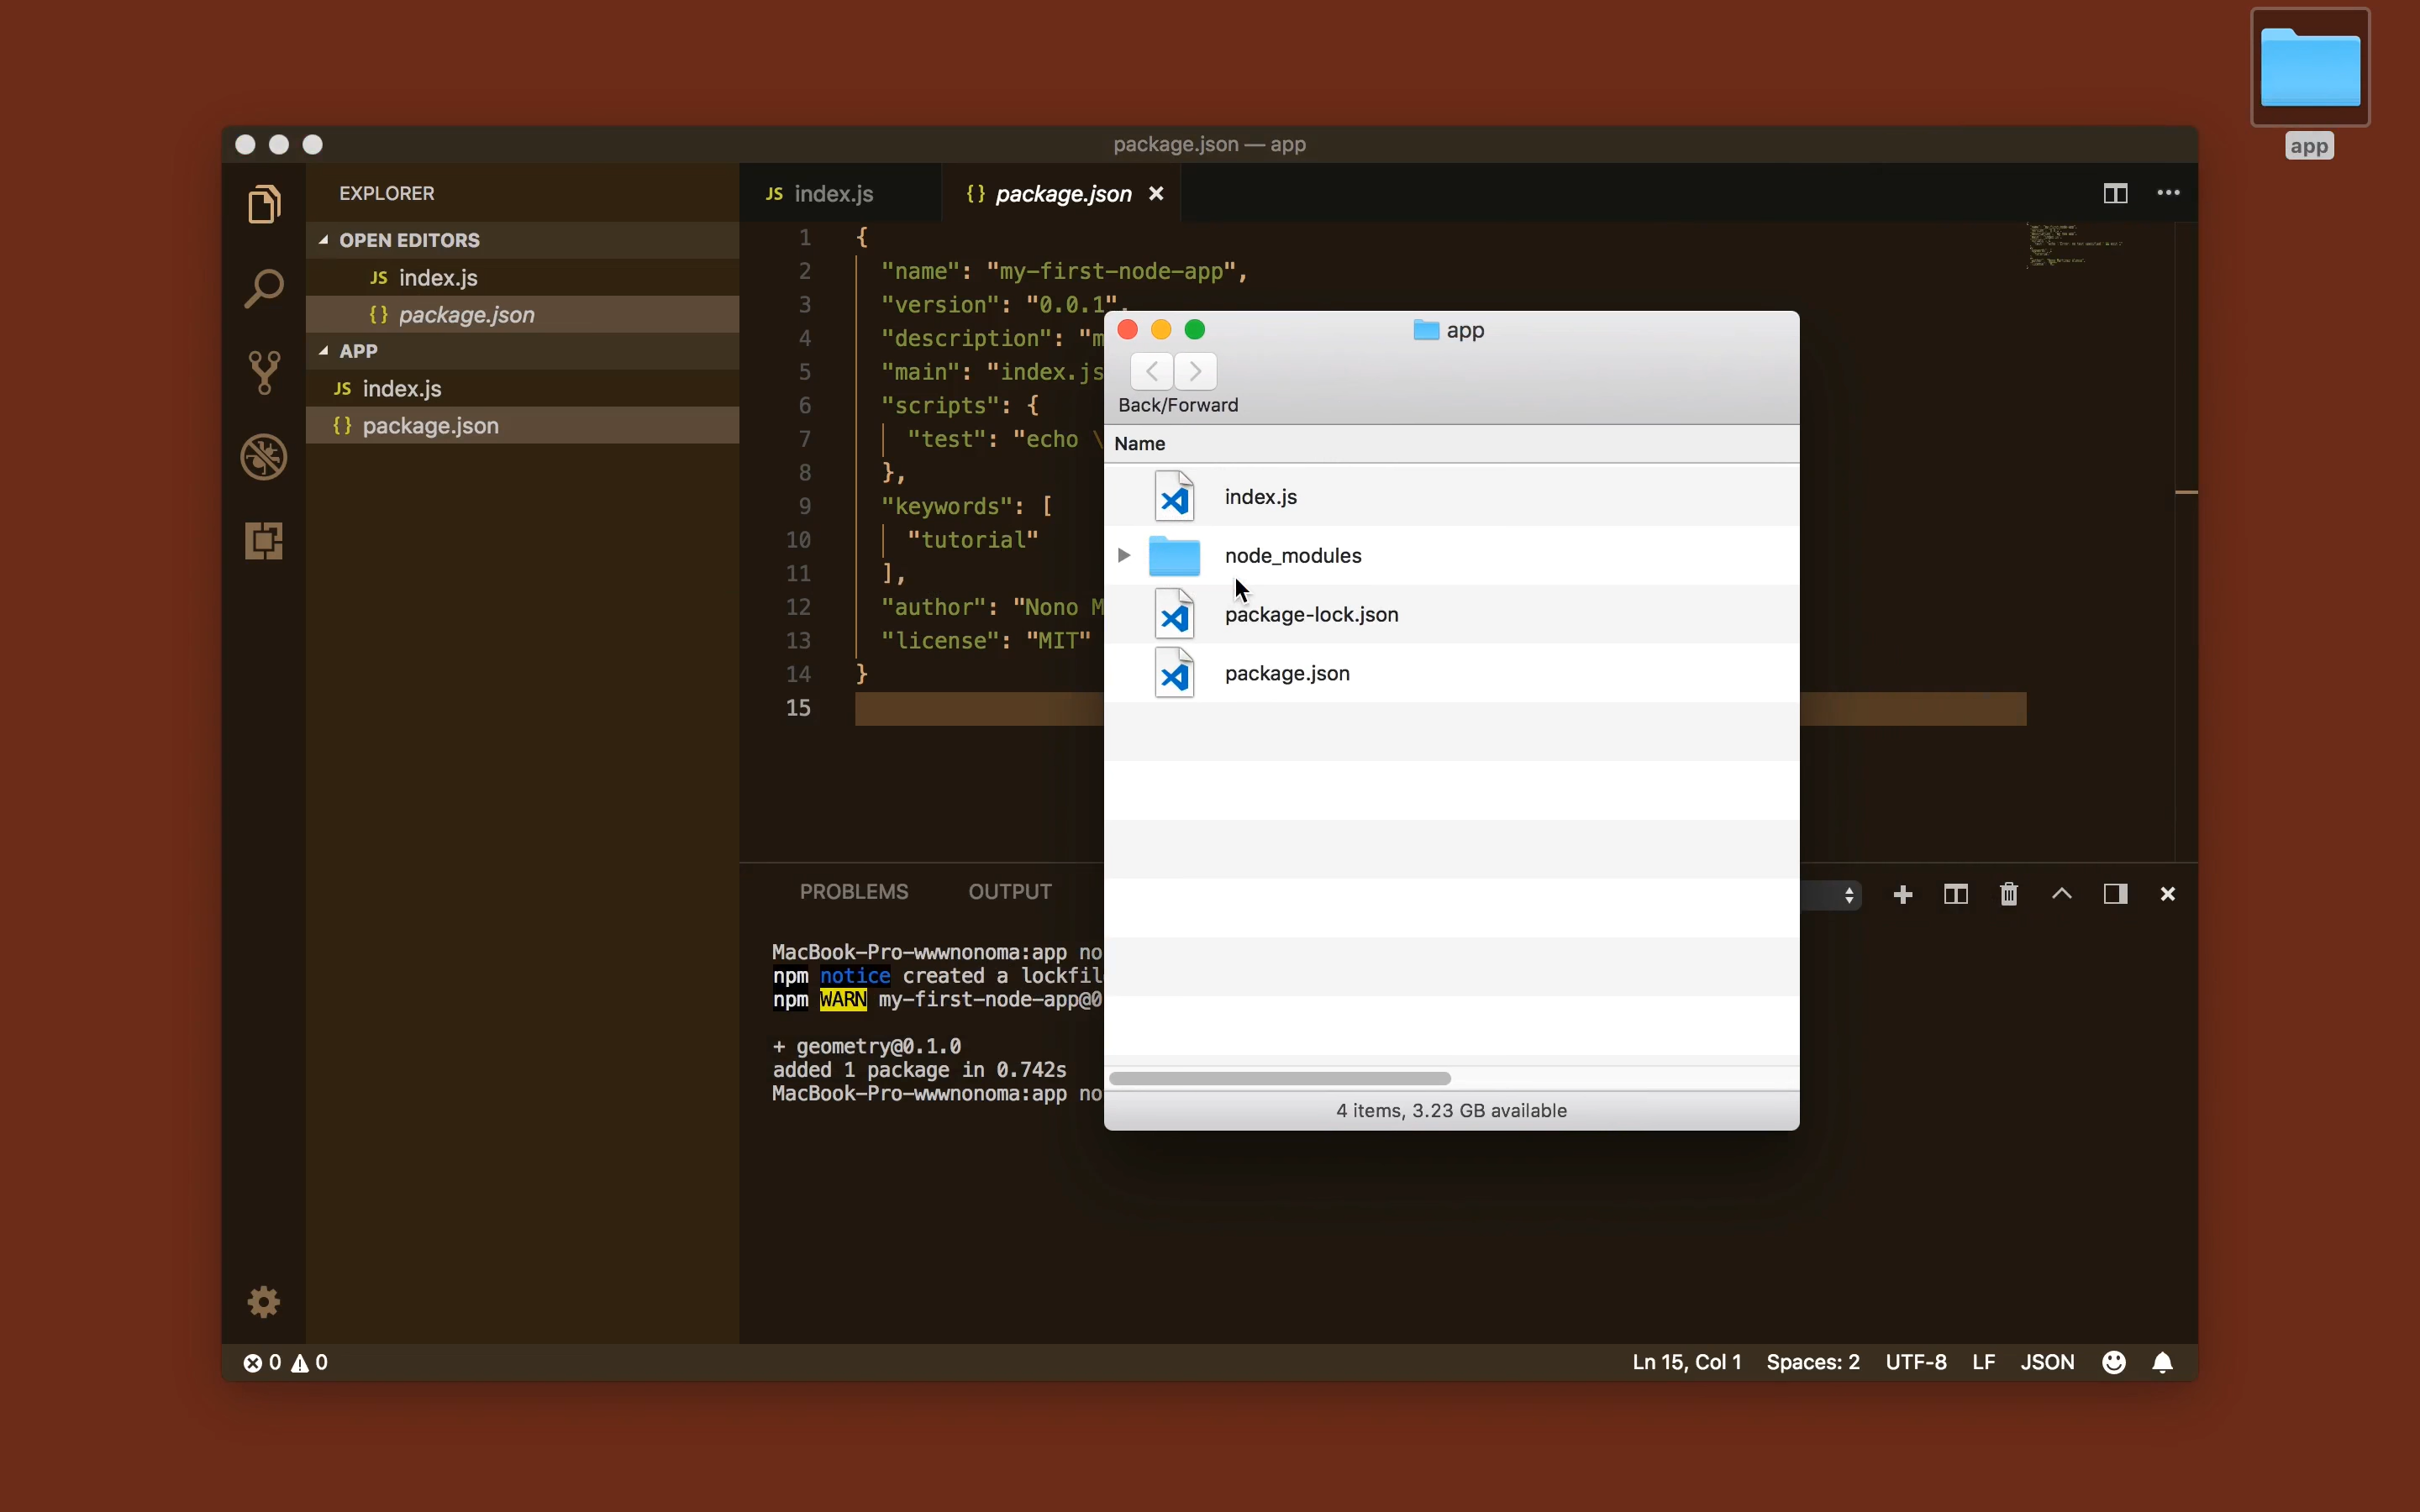 app
package.json — app
EXPLORER
OPEN EDITORS
JS index.js
{} package.json
APP
JS index.js
{} package.json
JS index.js
{} package.json
1 {
2 "name": "my-first-node-app",
3 "version": "0.0.1",
4 "description": "m
5 "main": "index.js
6 "scripts": {
7 "test": "echo \
8 },
9 "keywords": [
10 "tutorial"
11 ],
12 "author": "Nono M
13 "license": "MIT"
14 }
15
app
Back/Forward
Name
index.js
node_modules
package-lock.json
package.json
4 items, 3.23 GB available
PROBLEMS OUTPUT
MacBook-Pro-wwwnonoma:app no
npm notice created a lockfil
npm WARN my-first-node-app@0
+ geometry@0.1.0
added 1 package in 0.742s
MacBook-Pro-wwwnonoma:app no
0 0
Ln 15, Col 1 Spaces: 2 UTF-8 LF JSON